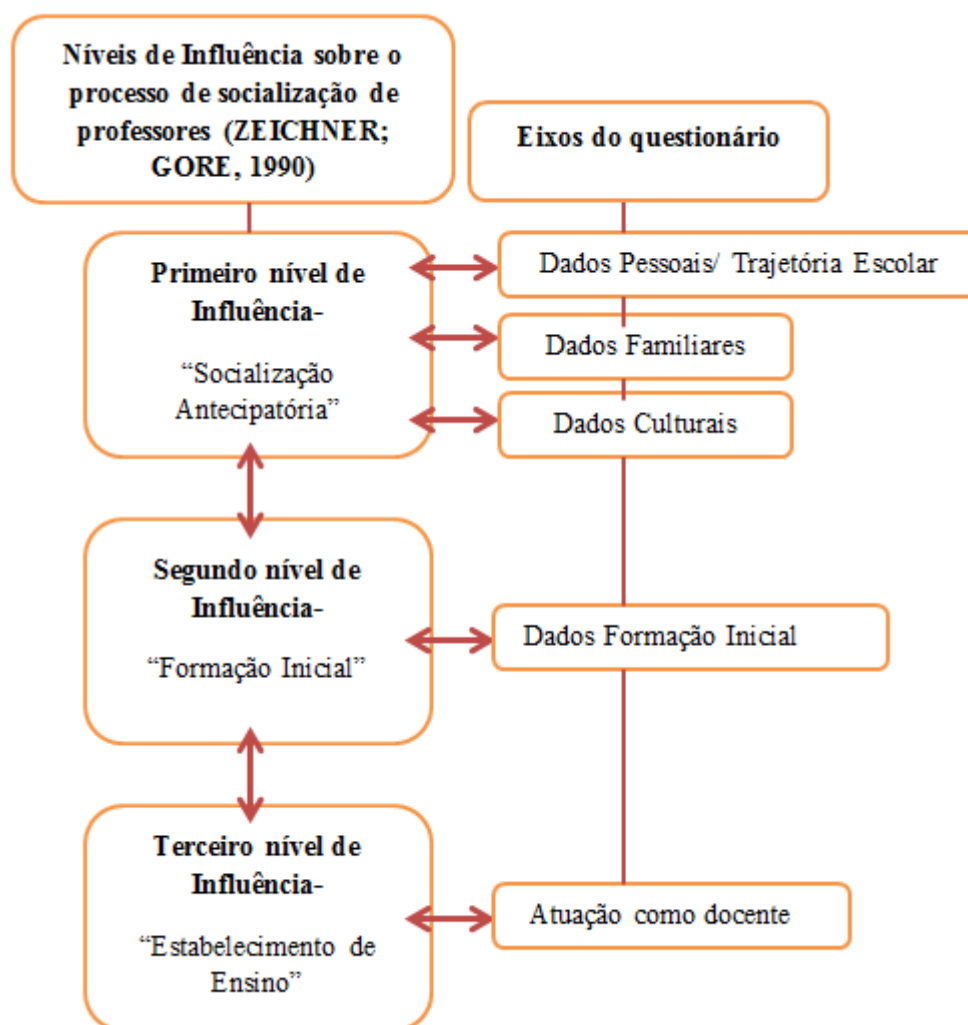 Níveis de Influência sobre o
processo de socialização de
professores (ZEICHNER;
GORE, 1990)
Eixos do questionário
Primeiro nível de
Influência-
“Socialização
Antecipatória”
Dados Pessoais/ Trajetória Escolar
Dados Familiares
Dados Culturais
Segundo nível de
Influência-
“Formação Inicial”
Dados Formação Inicial
Terceiro nível de
Influência-
“Estabelecimento de
Ensino”
Atuação como docente